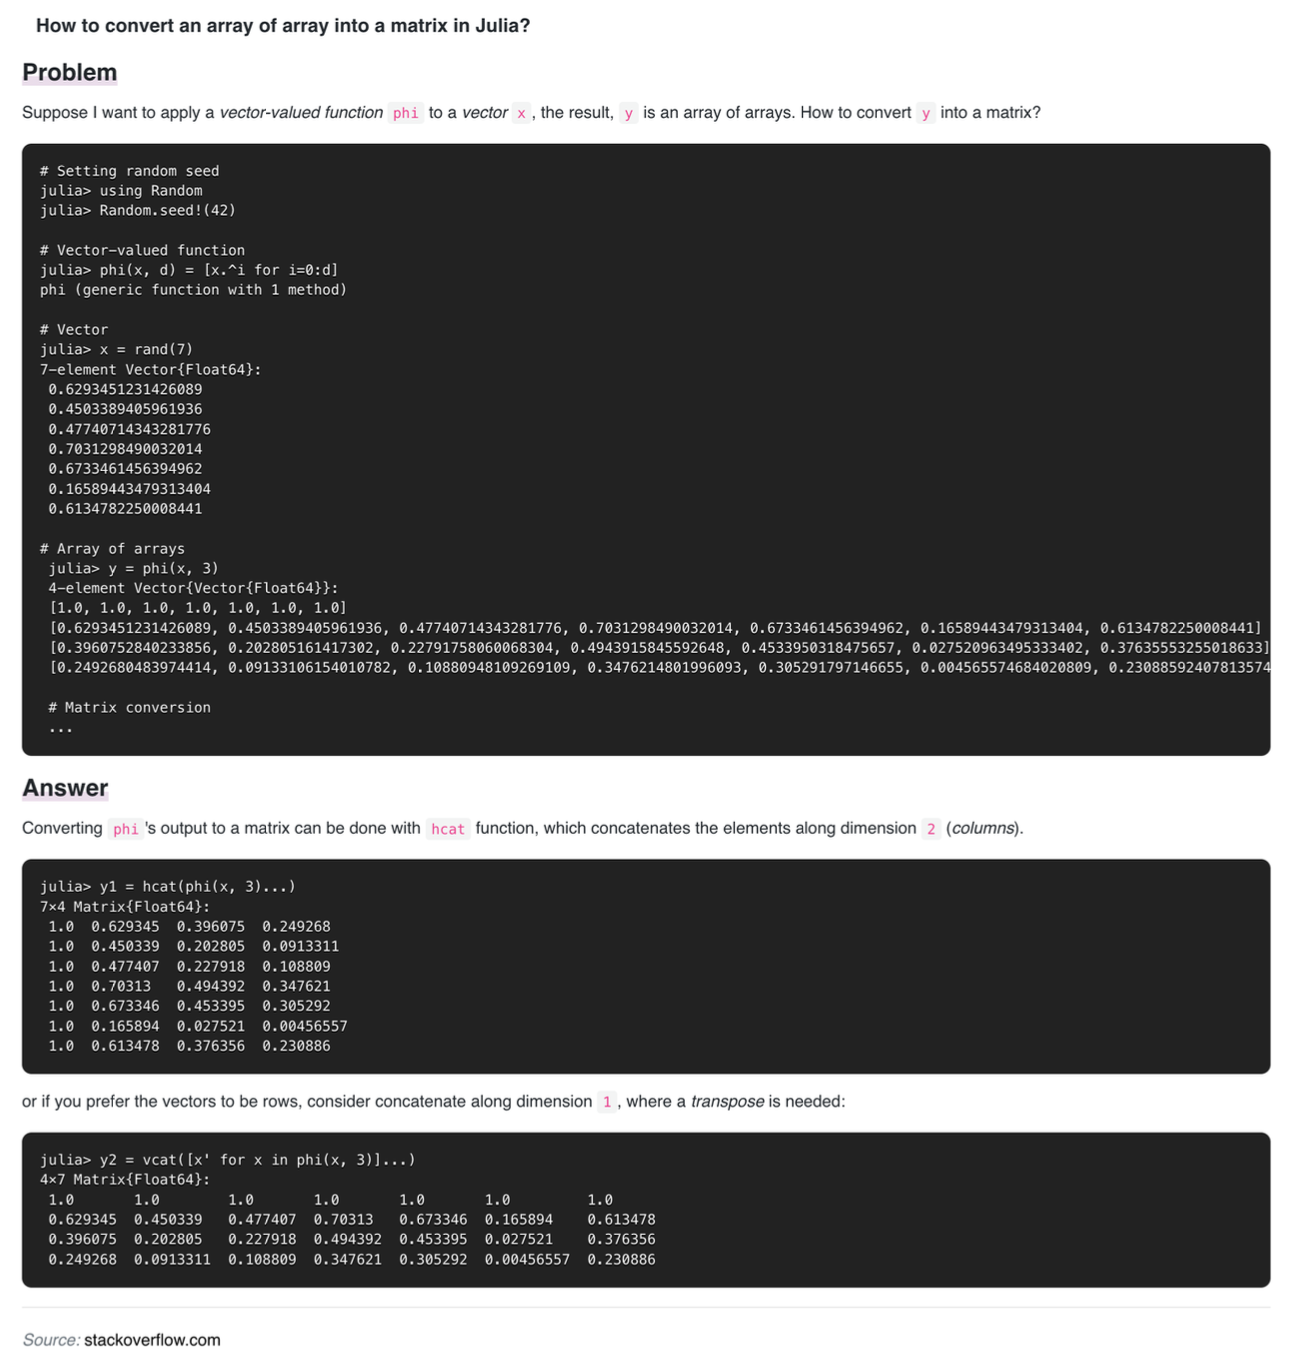 How to convert an array of array into a matrix in Julia?
Problem
Suppose I want to apply a vector-valued function phi to a vector x , the result, y is an array of arrays. How to convert y into a matrix?
# Setting random seed
julia> using Random
julia> Random.seed!(42)
# Vector-valued function
julia> phi(x, d) = [x.^i for i=0:d]
phi (generic function with 1 method)
# Vector
julia> x = rand(7)
7-element Vector{Float64}:
0.6293451231426089
0.4503389405961936
0.47740714343281776
0.7031298490032014
0.6733461456394962
0.16589443479313404
0.6134782250008441
# Array of arrays
julia> y = phi(x, 3)
4-element Vector{Vector{Float64}}:
[1.0, 1.0, 1.0, 1.0, 1.0, 1.0, 1.0]
[0.6293451231426089, 0.4503389405961936, 0.47740714343281776, 0.7031298490032014, 0.6733461456394962, 0.16589443479313404, 0.6134782250008441]
[0.3960752840233856, 0.202805161417302, 0.22791758060068304, 0.4943915845592648, 0.4533950318475657, 0.027520963495333402, 0.37635553255018633]
[0.2492680483974414, 0.09133106154010782, 0.10880948109269109, 0.3476214801996093, 0.305291797146655, 0.004565574684020809, 0.23088592407813574
# Matrix conversion
...
Answer
Converting phi 's output to a matrix can be done with hcat function, which concatenates the elements along dimension 2 (columns).
julia> y1 = hcat(phi(x, 3)...)
7×4 Matrix{Float64}:
1.0 0.629345 0.396075 0.249268
1.0 0.450339 0.202805 0.0913311
1.0 0.477407 0.227918 0.108809
1.0 0.70313 0.494392 0.347621
1.0 0.673346 0.453395 0.305292
1.0 0.165894 0.027521 0.00456557
1.0 0.613478 0.376356 0.230886
or if you prefer the vectors to be rows, consider concatenate along dimension 1 , where a transpose is needed:
julia> y2 = vcat([x' for x in phi(x, 3)]...)
4×7 Matrix{Float64}:
1.0 1.0 1.0 1.0 1.0 1.0 1.0
0.629345 0.450339 0.477407 0.70313 0.673346 0.165894 0.613478
0.396075 0.202805 0.227918 0.494392 0.453395 0.027521 0.376356
0.249268 0.0913311 0.108809 0.347621 0.305292 0.00456557 0.230886
Source: stackoverflow.com